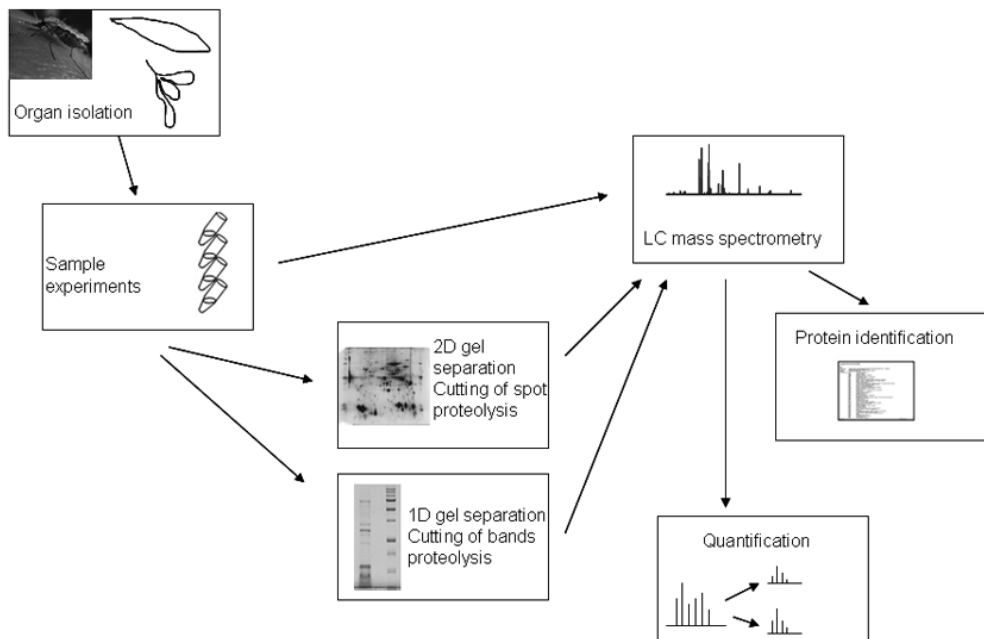 Organ isolation
Sample
experiments
LC mass spectrometry
2D gel
separation
Cutting of spot
proteolysis
Protein identification
1D gel separation
Cutting of bands
proteolysis
Quantification